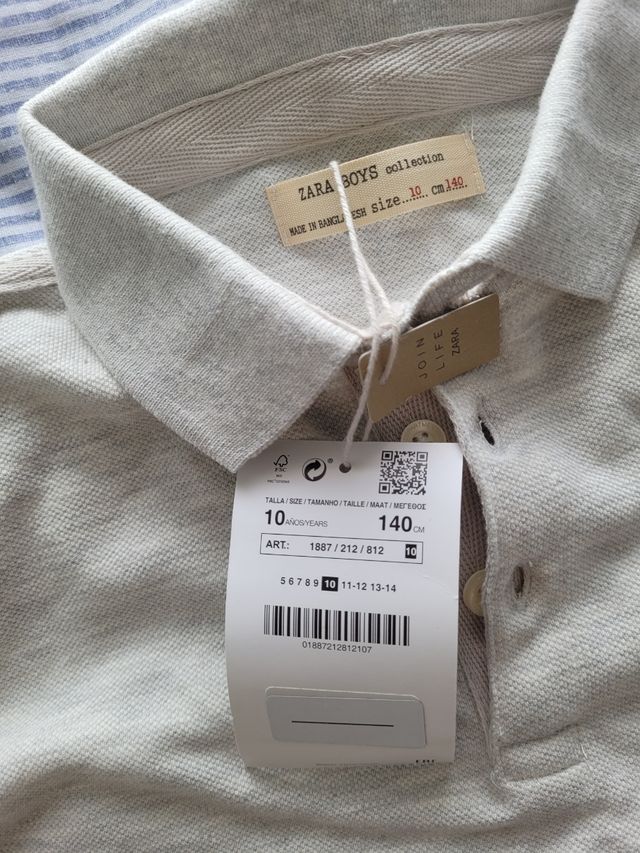 ZARA BOYS collection
MADE IN BANGLADESH size....10.... cm.140....
JOIN
LIFE
ZARA
FSC
TALLA / SIZE / TAMANHO / TAILLE / MAAT / ΜΕΓΕΘΟΣ
10 AÑOS/YEARS 140 CM
ART.: 1887 / 212 / 812 10
5 6 7 8 9 10 11-12 13-14
01887212812107